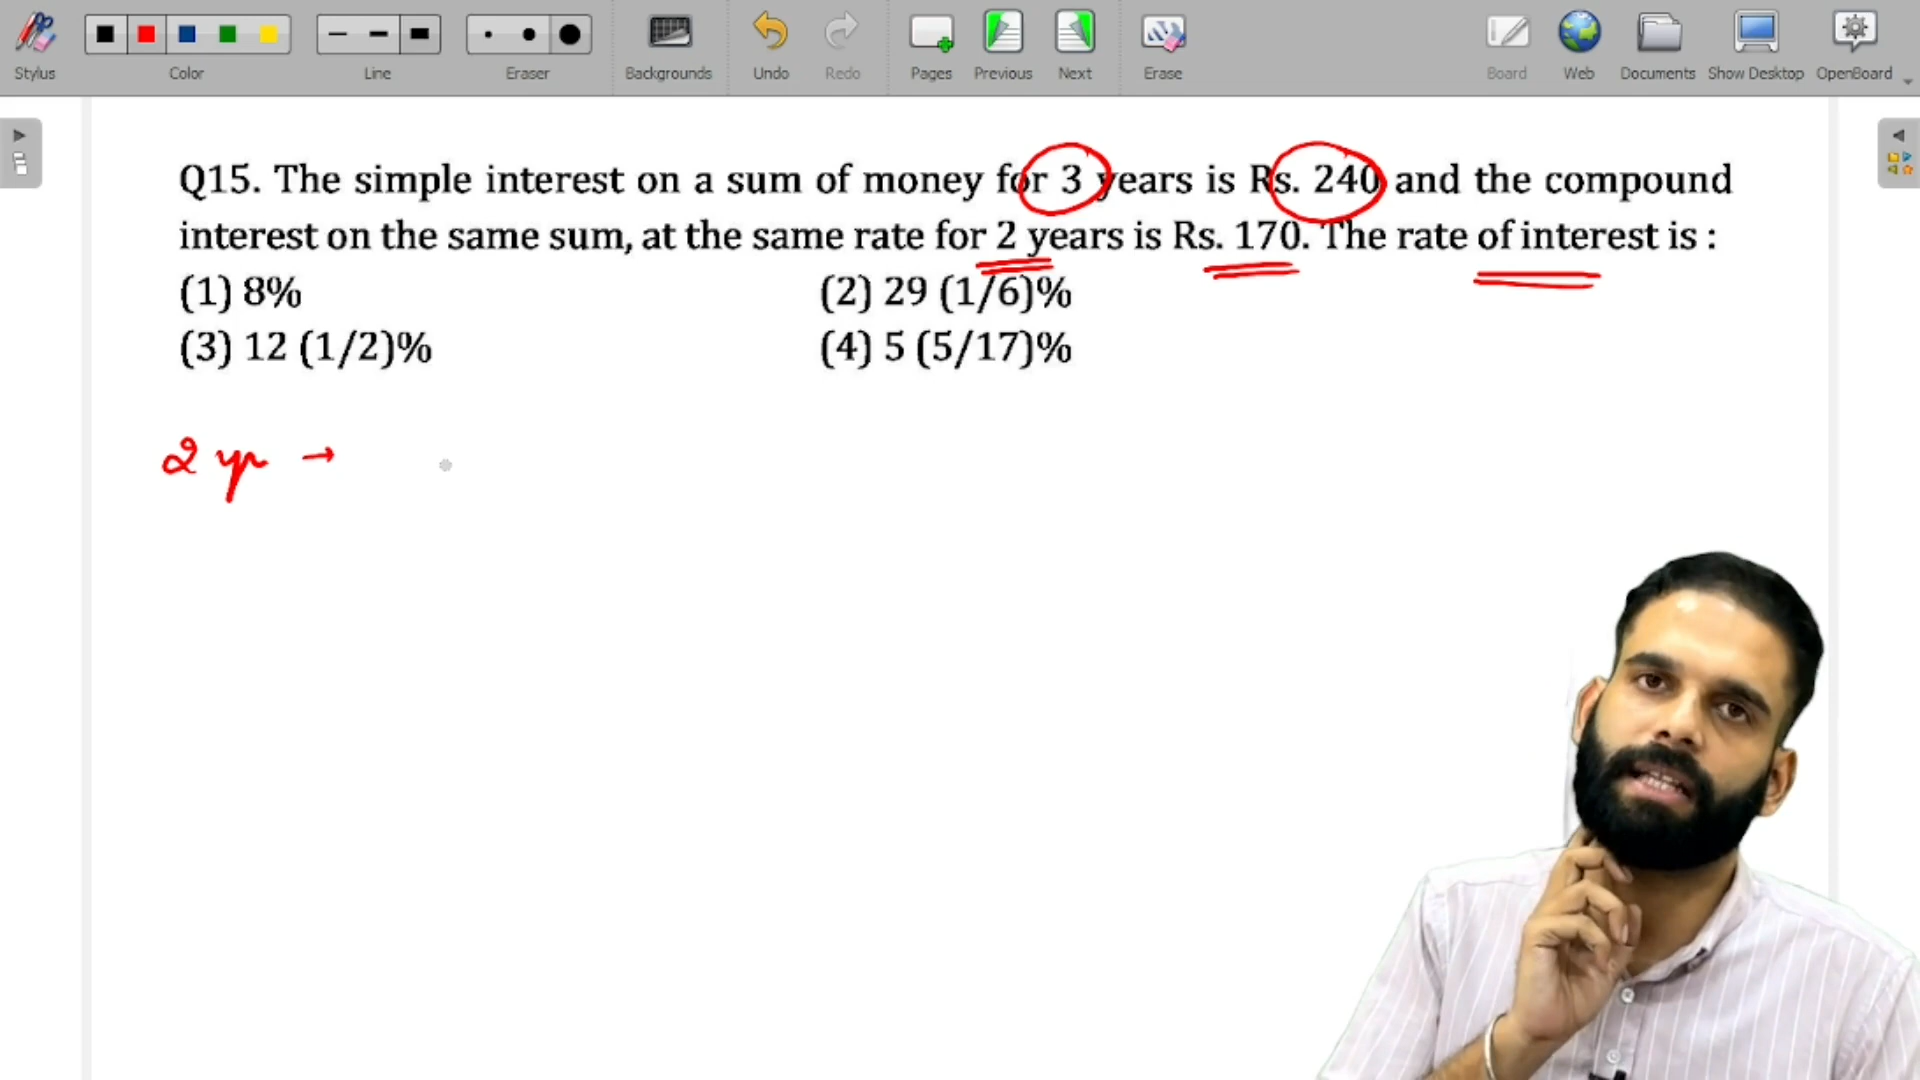 Stylus Color Line Eraser Backgrounds Undo Redo Pages Previous Next Erase Board Web Documents Show Desktop OpenBoard
Q15. The simple interest on a sum of money for 3 years is Rs. 240 and the compound
interest on the same sum, at the same rate for 2 years is Rs. 170. The rate of interest is :
(1) 8% (2) 29 (1/6)%
(3) 12 (1/2)% (4) 5 (5/17)%
2 yr →